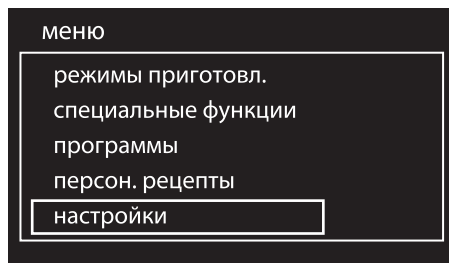 меню
режимы приготовл.
специальные функции
программы
персон. рецепты
настройки